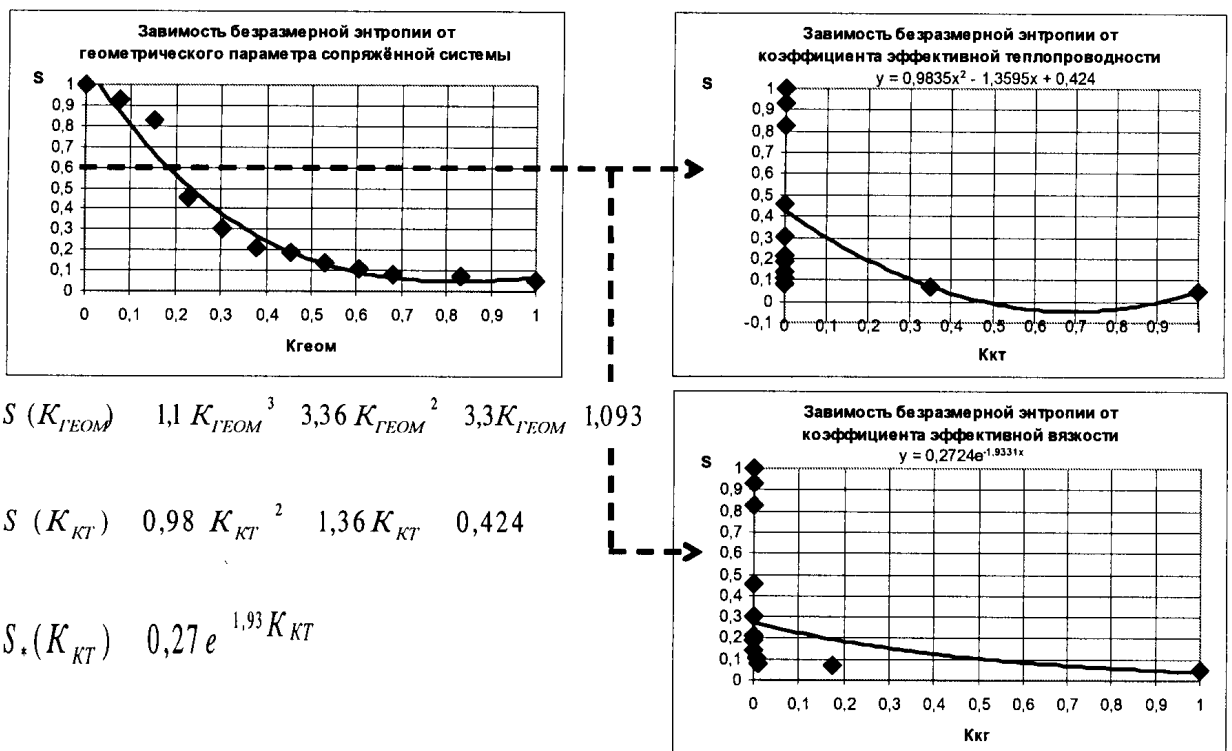 Завимость безразмерной энтропии от
геометрического параметра сопряжённой системы
S
1
0,9
0,8
0,7
0,6
0,5
0,4
0,3
0,2
0,1
0
0 0,1 0,2 0,3 0,4 0,5 0,6 0,7 0,8 0,9 1
Кгеом
Завимость безразмерной энтропии от
коэффициента эффективной теплопроводности
y = 0,9835x² - 1,3595x + 0,424
S
1
0,9
0,8
0,7
0,6
0,5
0,4
0,3
0,2
0,1
0
-0,1
0 0,1 0,2 0,3 0,4 0,5 0,6 0,7 0,8 0,9 1
Ккт
S (K_ГЕОМ) 1,1 K_ГЕОМ ³ 3,36 K_ГЕОМ ² 3,3K_ГЕОМ 1,093
S (K_КТ) 0,98 K_КТ ² 1,36 K_КТ 0,424
S_*(K_КТ) 0,27 e ^1,93 K_КТ
Завимость безразмерной энтропии от
коэффициента эффективной вязкости
y = 0,2724e^-1,9331x
S
1
0,9
0,8
0,7
0,6
0,5
0,4
0,3
0,2
0,1
0
0 0,1 0,2 0,3 0,4 0,5 0,6 0,7 0,8 0,9 1
Ккг